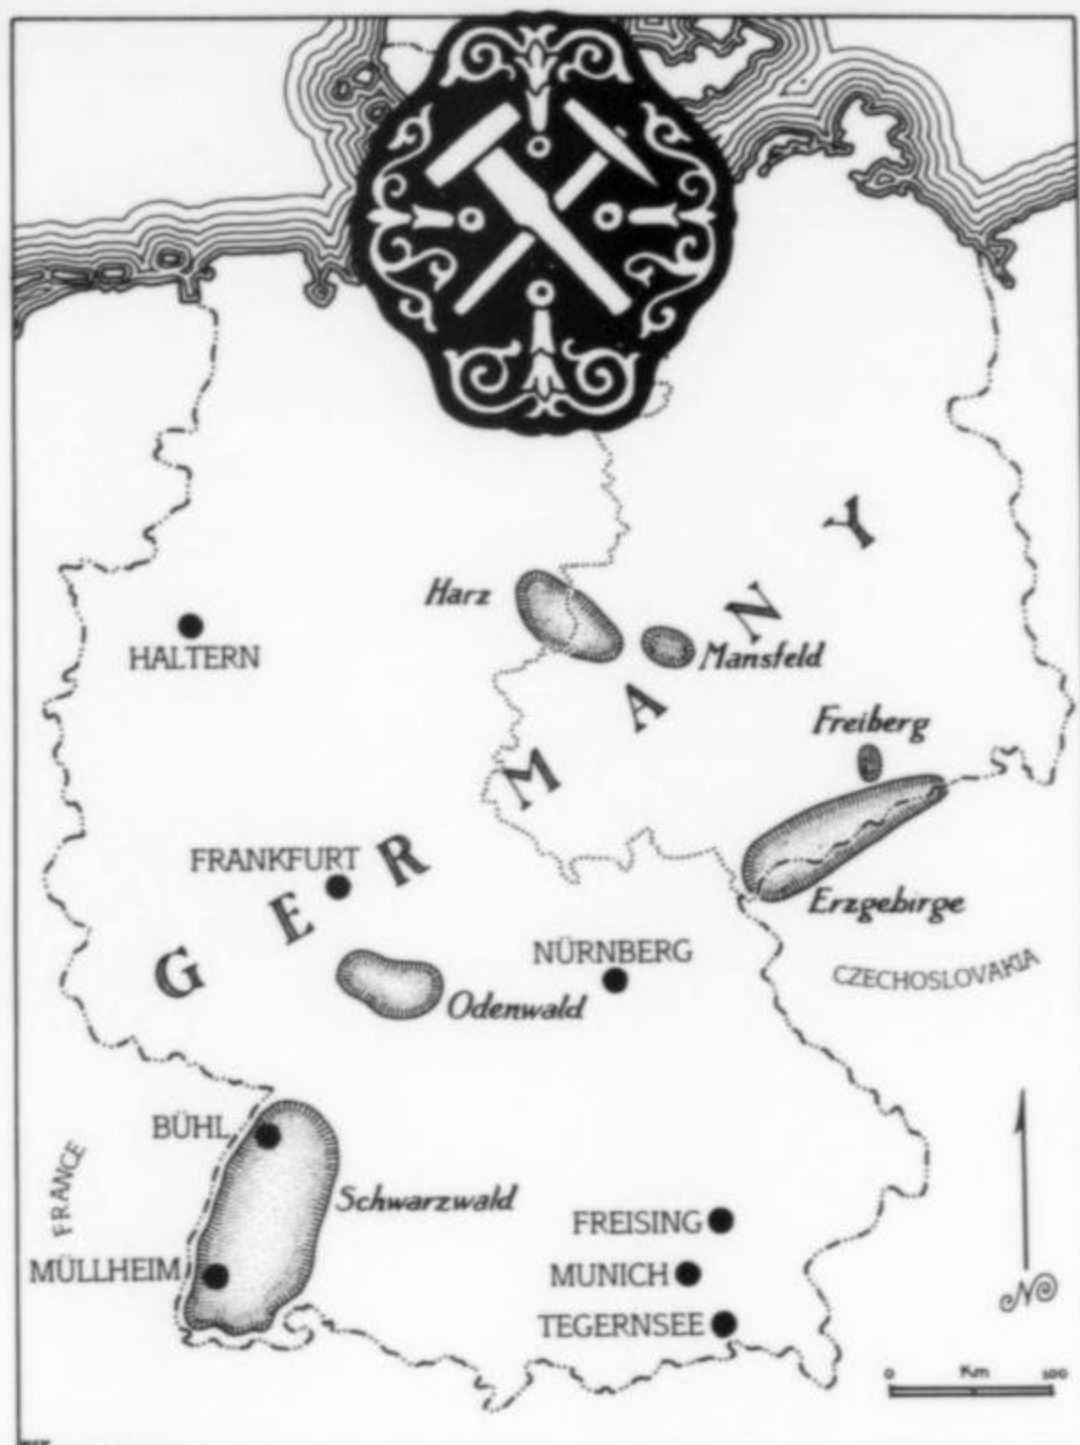 Harz
HALTERN
Mansfeld
Freiberg
GERMANY
FRANKFURT
Erzgebirge
NÜRNBERG
CZECHOSLOVAKIA
Odenwald
BÜHL
FRANCE
Schwarzwald
FREISING
MÜLLHEIM
MUNICH
TEGERNSEE
N
0 Km 100